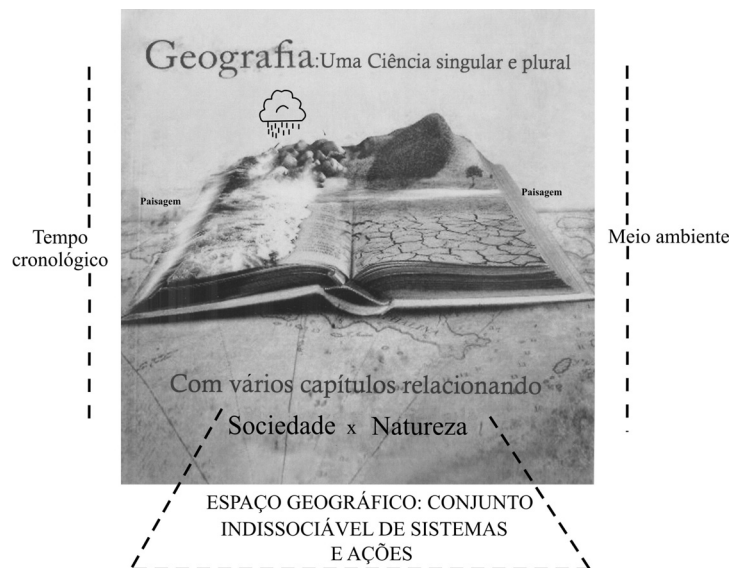 Geografia:Uma Ciência singular e plural
Paisagem
Paisagem
Tempo
cronológico
Meio ambiente
Com vários capítulos relacionando
Sociedade x Natureza
ESPAÇO GEOGRÁFICO: CONJUNTO
INDISSOCIÁVEL DE SISTEMAS
E AÇÕES